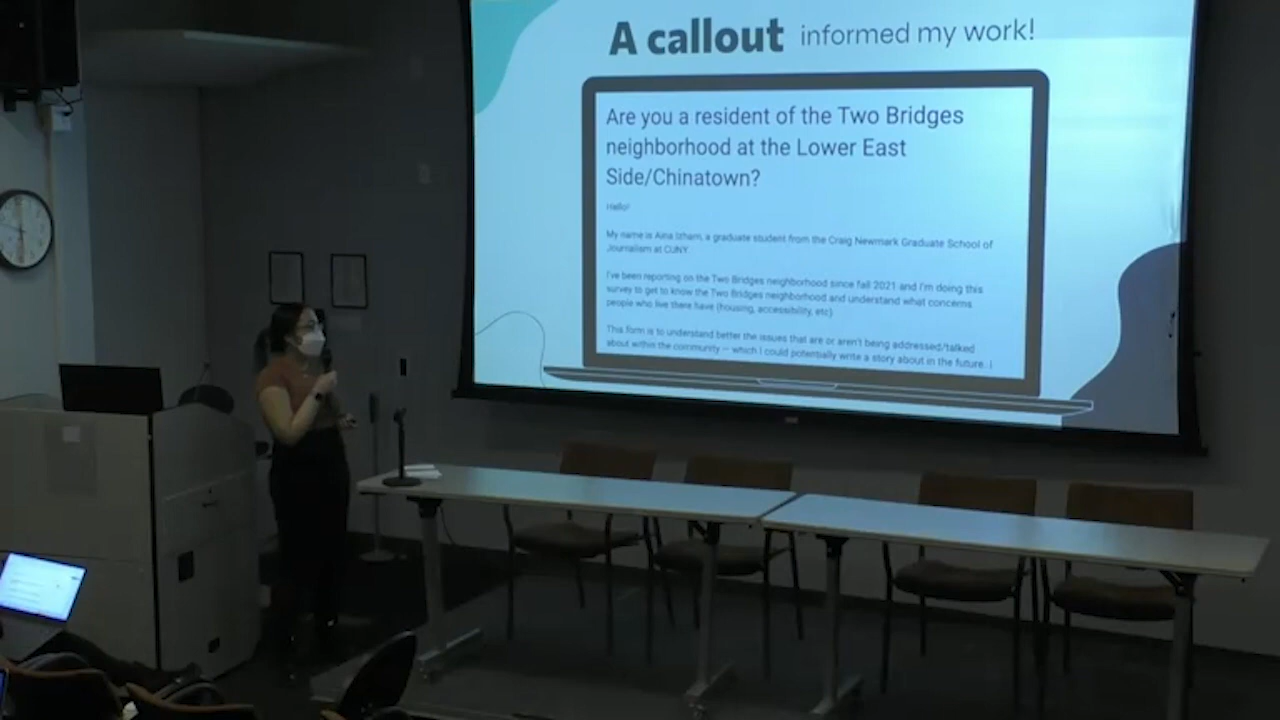 A callout informed my work!
Are you a resident of the Two Bridges
neighborhood at the Lower East
Side/Chinatown?
Hello!
My name is Aina Izham, a graduate student from the Craig Newmark Graduate School of
Journalism at CUNY.
I've been reporting on the Two Bridges neighborhood since fall 2021 and I'm doing this
survey to get to know the Two Bridges neighborhood and understand what concerns
people who live there have (housing, accessibility, etc).
This form is to understand better the issues that are or aren't being addressed/talked
about within the community — which I could potentially write a story about in the future. I